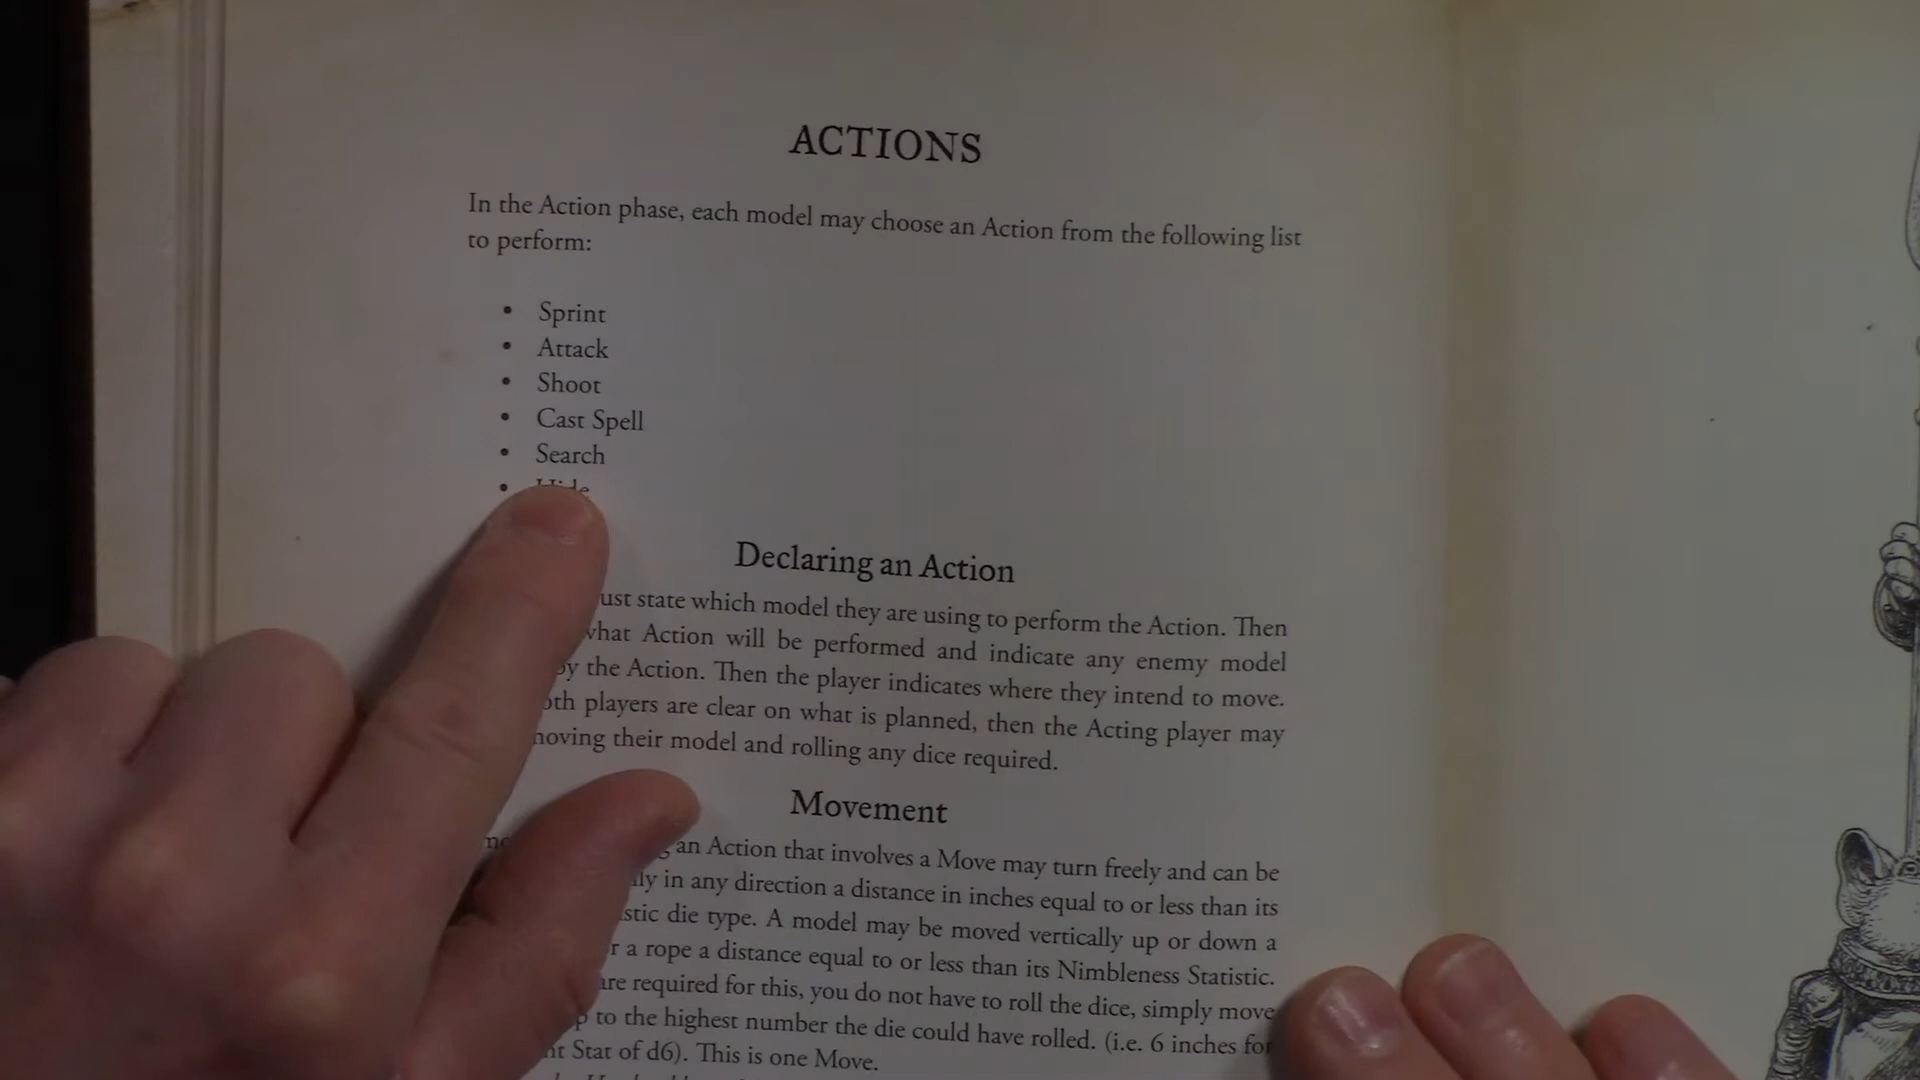 ACTIONS
In the Action phase, each model may choose an Action from the following list
to perform:
• Sprint
• Attack
• Shoot
• Cast Spell
• Search
• Hide
Declaring an Action
state which model they are using to perform the Action. Then
what Action will be performed and indicate any enemy model
by the Action. Then the player indicates where they intend to move.
players are clear on what is planned, then the Acting player may
moving their model and rolling any dice required.
Movement
an Action that involves a Move may turn freely and can be
in any direction a distance in inches equal to or less than its
die type. A model may be moved vertically up or down a
a rope a distance equal to or less than its Nimbleness Statistic.
are required for this, you do not have to roll the dice, simply move
to the highest number the die could have rolled. (i.e. 6 inches for
Stat of d6). This is one Move.